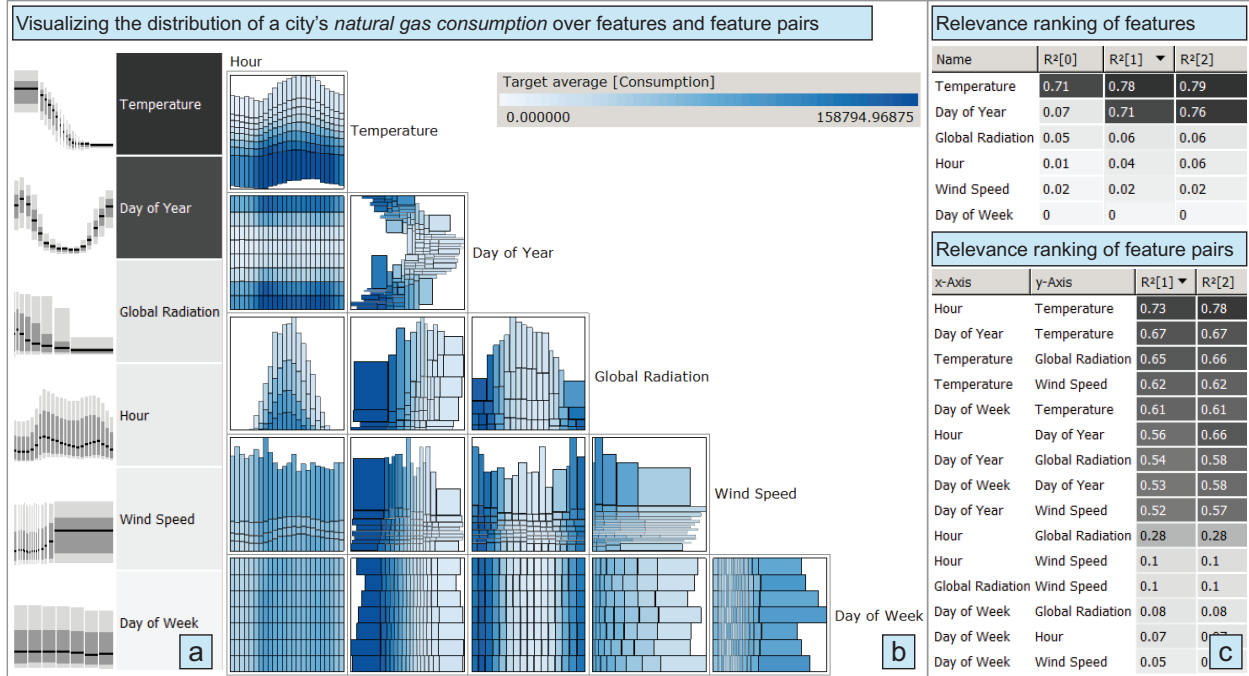 Visualizing the distribution of a city's natural gas consumption over features and feature pairs
Temperature
Day of Year
Global Radiation
Hour
Wind Speed
Day of Week
a
Hour
Temperature
Day of Year
Global Radiation
Wind Speed
Day of Week
Target average [Consumption]
0.000000 158794.96875
b
Relevance ranking of features
Name R²[0] R²[1] R²[2]
Temperature 0.71 0.78 0.79
Day of Year 0.07 0.71 0.76
Global Radiation 0.05 0.06 0.06
Hour 0.01 0.04 0.06
Wind Speed 0.02 0.02 0.02
Day of Week 0 0 0
Relevance ranking of feature pairs
x-Axis y-Axis R²[1] R²[2]
Hour Temperature 0.73 0.78
Day of Year Temperature 0.67 0.67
Temperature Global Radiation 0.65 0.66
Temperature Wind Speed 0.62 0.62
Day of Week Temperature 0.61 0.61
Hour Day of Year 0.56 0.66
Day of Year Global Radiation 0.54 0.58
Day of Week Day of Year 0.53 0.58
Day of Year Wind Speed 0.52 0.57
Hour Global Radiation 0.28 0.28
Hour Wind Speed 0.1 0.1
Global Radiation Wind Speed 0.1 0.1
Day of Week Global Radiation 0.08 0.08
Day of Week Hour 0.07
Day of Week Wind Speed 0.05
c